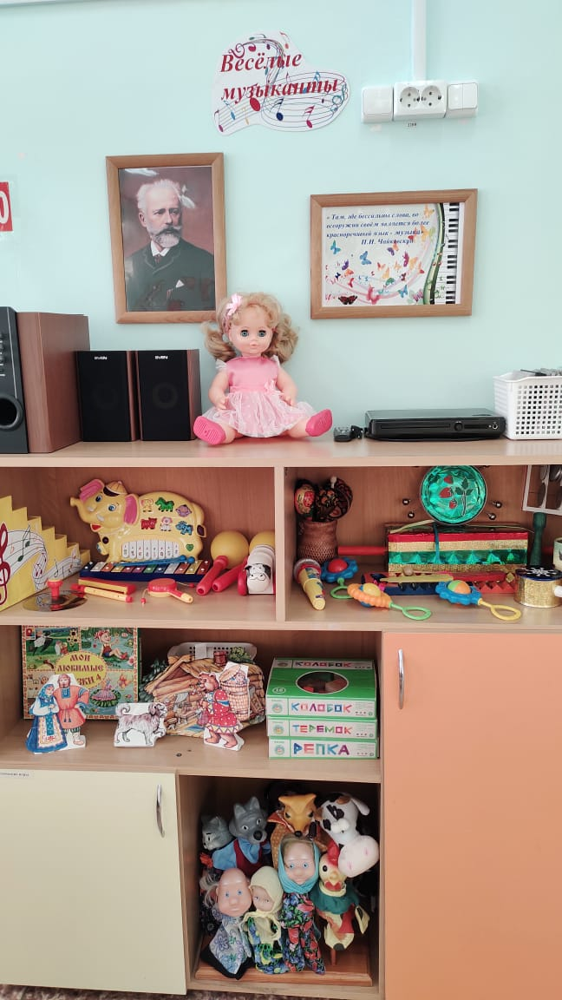 Весёлые
музыканты
« Там, где бессильны слова, во
всеоружии своём является более
красноречивый язык - музыка»
П.И. Чайковский
SVEN
SVEN
МОИ
ЛЮБИМЫЕ
КОЛОБОК
КОЛОБОК
ТЕРЕМОК
РЕПКА